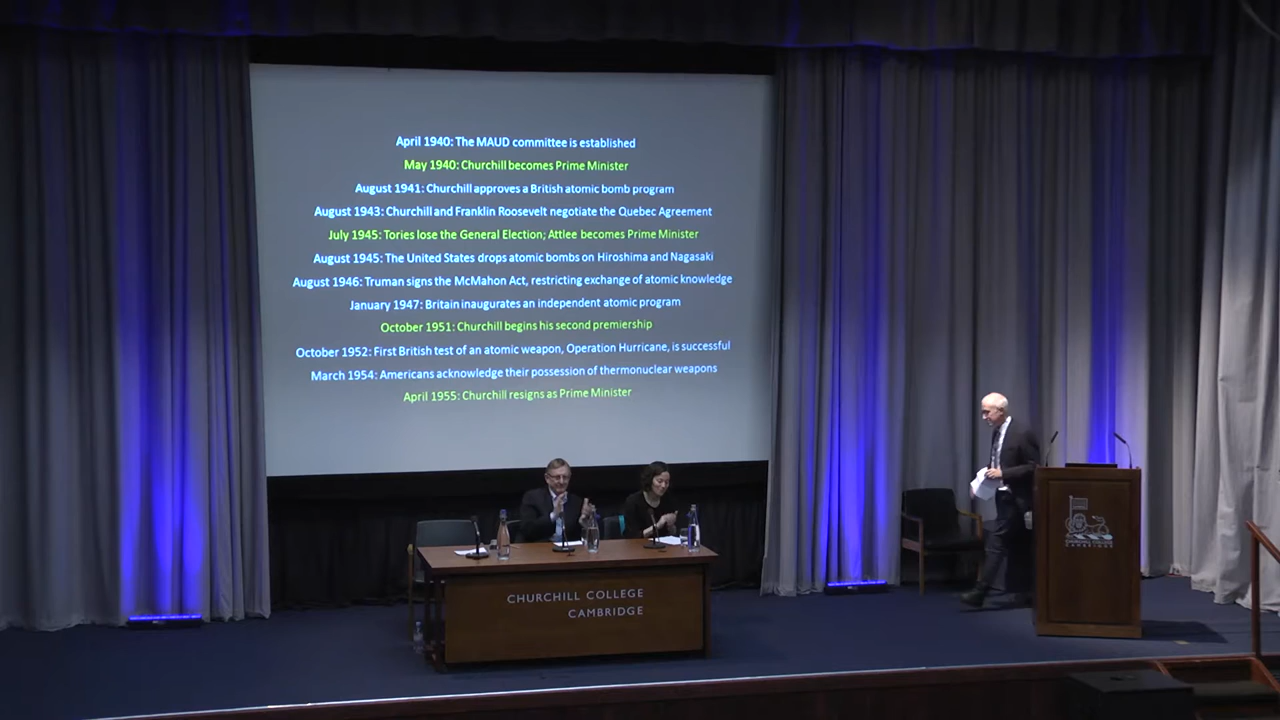 April 1940: The MAUD committee is established
May 1940: Churchill becomes Prime Minister
August 1941: Churchill approves a British atomic bomb program
August 1943: Churchill and Franklin Roosevelt negotiate the Quebec Agreement
July 1945: Tories lose the General Election; Attlee becomes Prime Minister
August 1945: The United States drops atomic bombs on Hiroshima and Nagasaki
August 1946: Truman signs the McMahon Act, restricting exchange of atomic knowledge
January 1947: Britain inaugurates an independent atomic program
October 1951: Churchill begins his second premiership
October 1952: First British test of an atomic weapon, Operation Hurricane, is successful
March 1954: Americans acknowledge their possession of thermonuclear weapons
April 1955: Churchill resigns as Prime Minister
CHURCHILL COLLEGE
CAMBRIDGE
CHURCHILL COLLEGE
CAMBRIDGE